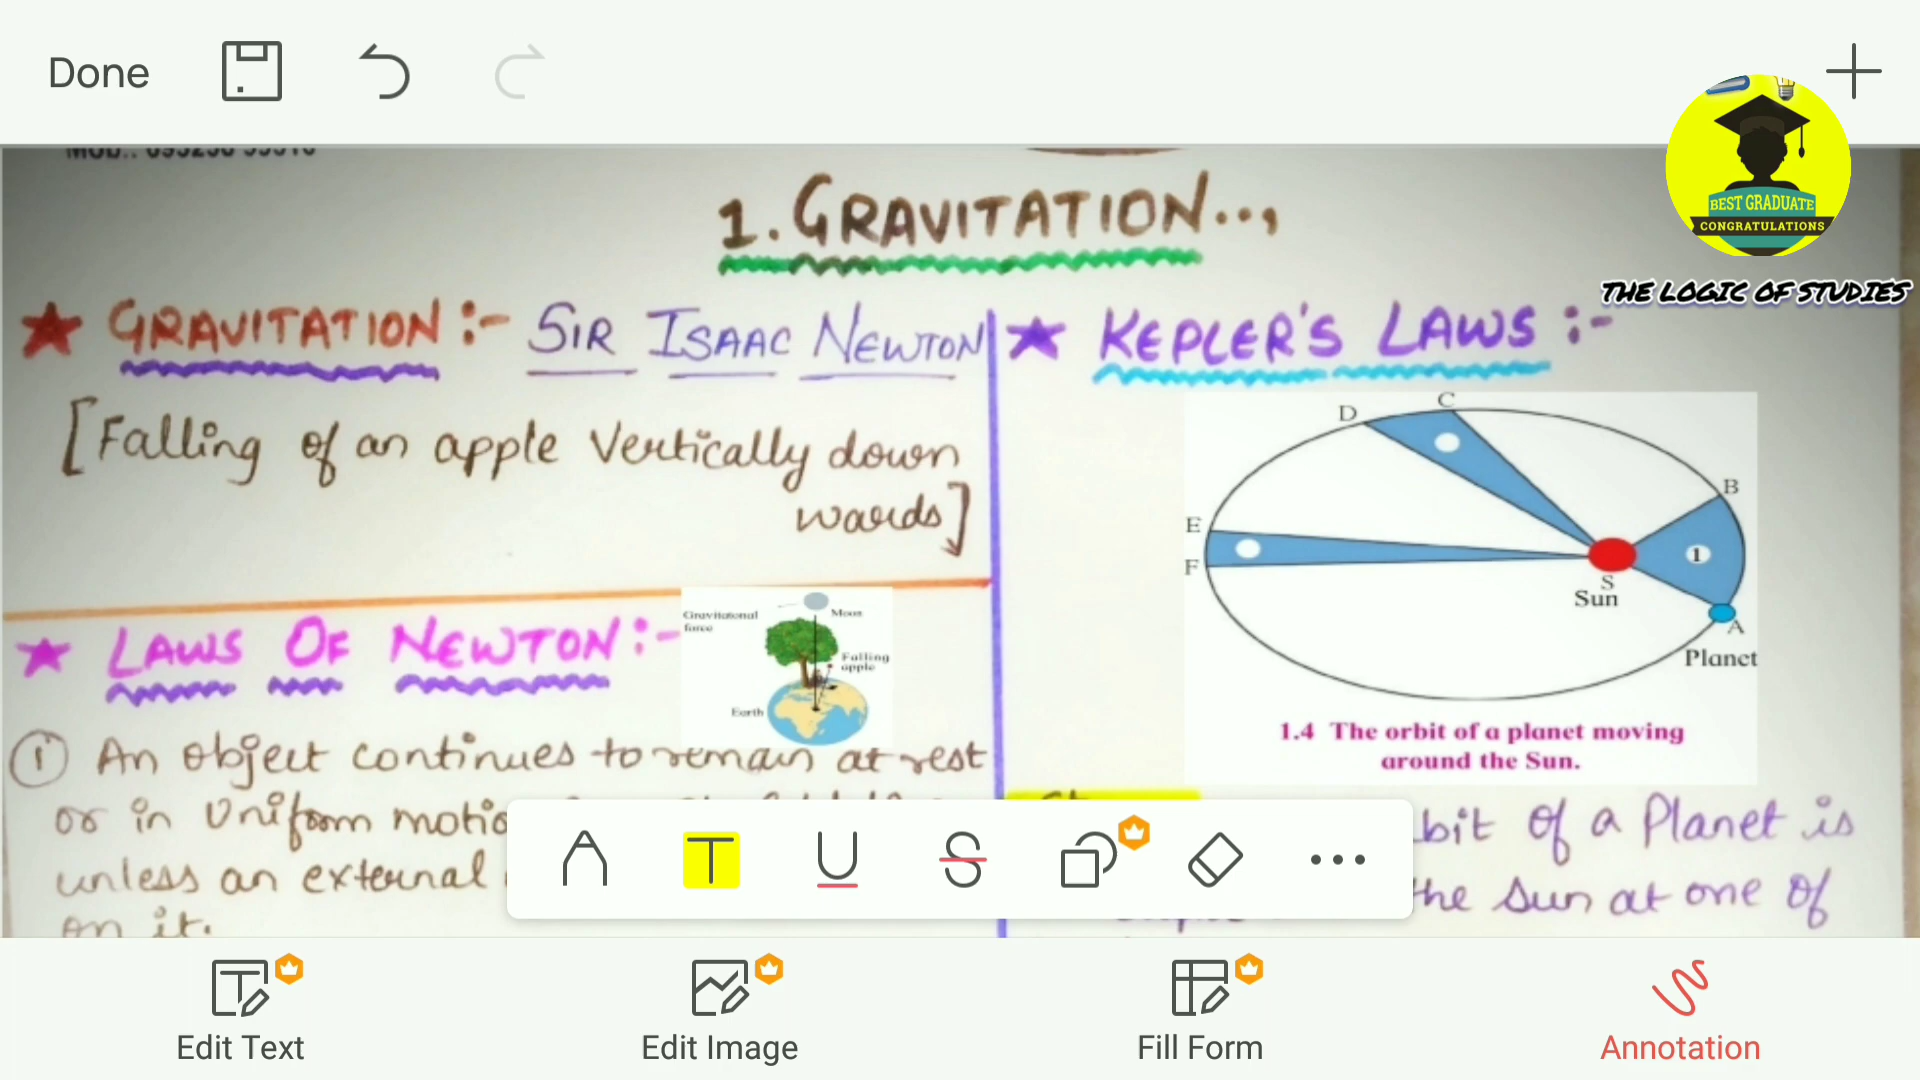 Done
BEST GRADUATE
CONGRATULATIONS
THE LOGIC OF STUDIES
1. GRAVITATION...,
GRAVITATION :- SIR ISAAC NEWTON
[Falling of an apple Vertically down
wards]
LAWS OF NEWTON :-
Gravitational
force
Moon
Falling
apple
Earth
① An object continues to remain at rest
or in Uniform motio
unless an external
on it.
KEPLER'S LAWS :-
D
C
B
E
F
1
S
Sun
A
Planet
1.4 The orbit of a planet moving
around the Sun.
bit of a Planet is
the Sun at one of
T
U
S
Edit Text
Edit Image
Fill Form
Annotation